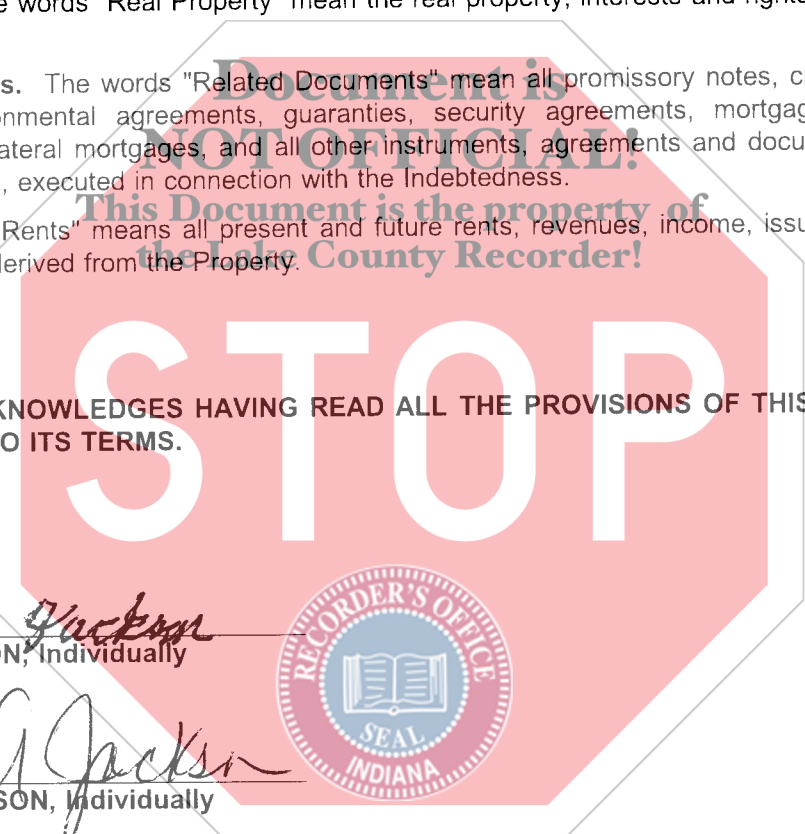 e words "Real Property" mean the real property, interests and rights
s. The words "Related Documents" mean all promissory notes, c
onmental agreements, guaranties, security agreements, mortgag
ateral mortgages, and all other instruments, agreements and docu
, executed in connection with the Indebtedness.
Rents" means all present and future rents, revenues, income, issu
derived from the Property.
Document is
NOT OFFICIAL!
This Document is the property of
the Lake County Recorder!
STOP
KNOWLEDGES HAVING READ ALL THE PROVISIONS OF THIS
O ITS TERMS.
Jackson
ON, Individually
A Jackson
SON, Individually
RECORDER'S OFFICE
SEAL
INDIANA